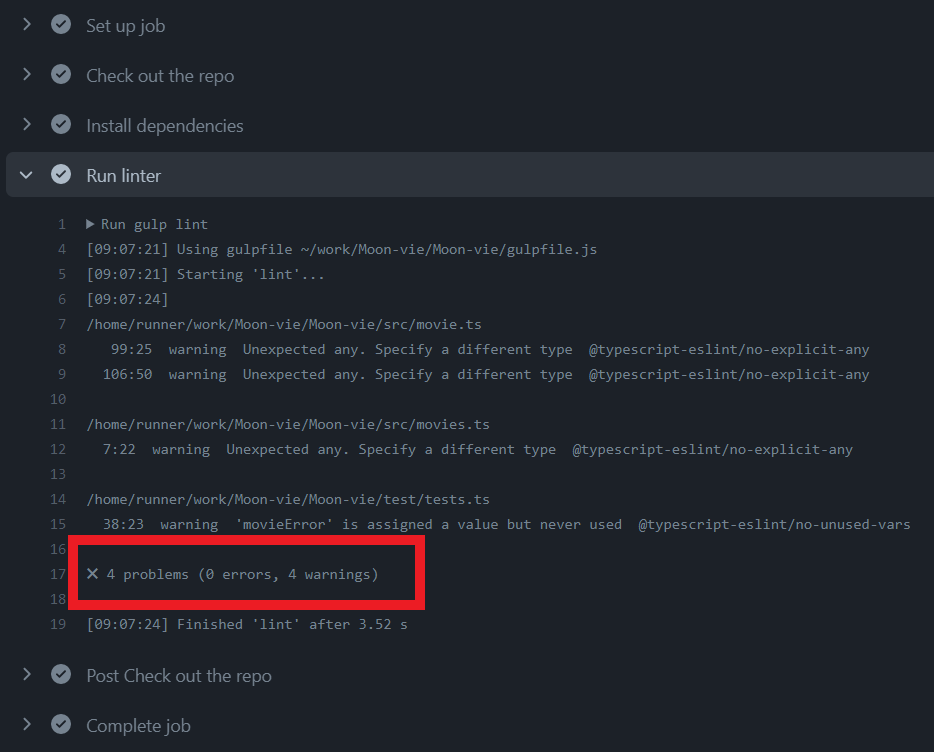 Set up job
Check out the repo
Install dependencies
Run linter
1 Run gulp lint
4 [09:07:21] Using gulpfile ~/work/Moon-vie/Moon-vie/gulpfile.js
5 [09:07:21] Starting 'lint'...
6 [09:07:24]
7 /home/runner/work/Moon-vie/Moon-vie/src/movie.ts
8 99:25 warning Unexpected any. Specify a different type @typescript-eslint/no-explicit-any
9 106:50 warning Unexpected any. Specify a different type @typescript-eslint/no-explicit-any
10
11 /home/runner/work/Moon-vie/Moon-vie/src/movies.ts
12 7:22 warning Unexpected any. Specify a different type @typescript-eslint/no-explicit-any
13
14 /home/runner/work/Moon-vie/Moon-vie/test/tests.ts
15 38:23 warning 'movieError' is assigned a value but never used @typescript-eslint/no-unused-vars
16
17 ✕ 4 problems (0 errors, 4 warnings)
18
19 [09:07:24] Finished 'lint' after 3.52 s
Post Check out the repo
Complete job